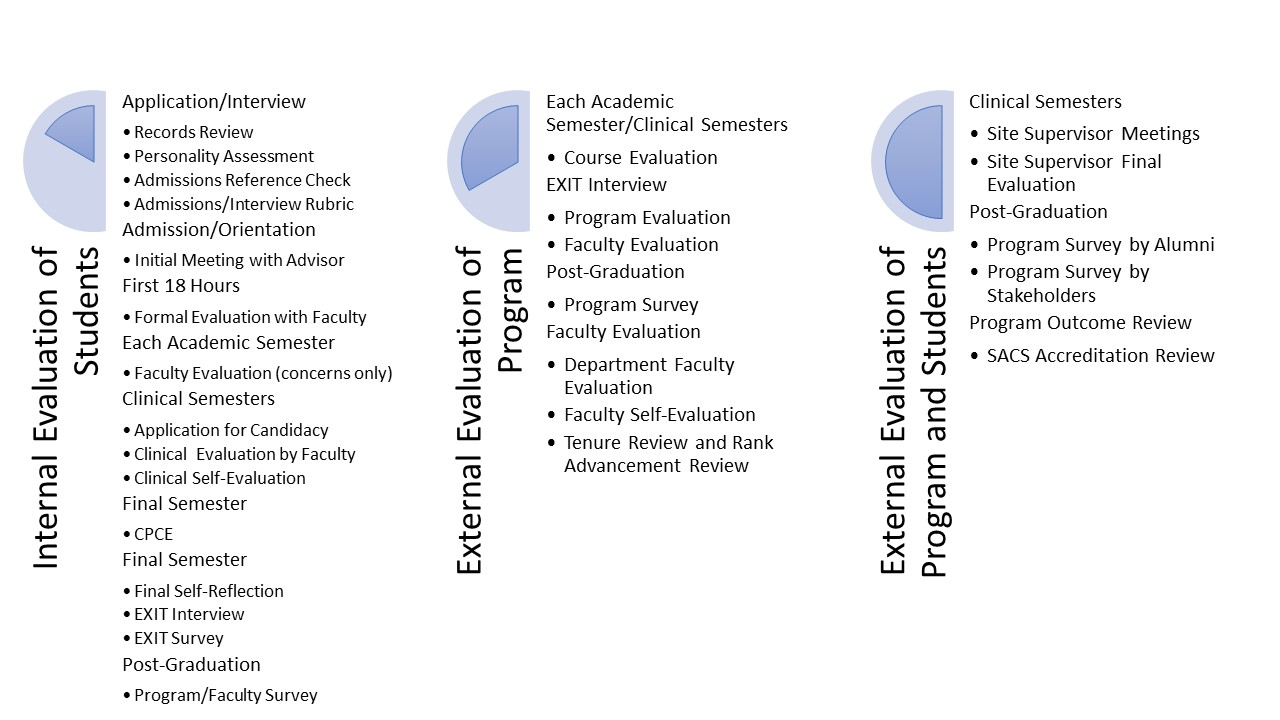 Internal Evaluation of
Students
Application/Interview
• Records Review
• Personality Assessment
• Admissions Reference Check
• Admissions/Interview Rubric
Admission/Orientation
• Initial Meeting with Advisor
First 18 Hours
• Formal Evaluation with Faculty
Each Academic Semester
• Faculty Evaluation (concerns only)
Clinical Semesters
• Application for Candidacy
• Clinical Evaluation by Faculty
• Clinical Self-Evaluation
Final Semester
• CPCE
Final Semester
• Final Self-Reflection
• EXIT Interview
• EXIT Survey
Post-Graduation
• Program/Faculty Survey
External Evaluation of
Program
Each Academic
Semester/Clinical Semesters
• Course Evaluation
EXIT Interview
• Program Evaluation
• Faculty Evaluation
Post-Graduation
• Program Survey
Faculty Evaluation
• Department Faculty
Evaluation
• Faculty Self-Evaluation
• Tenure Review and Rank
Advancement Review
External Evaluation of
Program and Students
Clinical Semesters
• Site Supervisor Meetings
• Site Supervisor Final
Evaluation
Post-Graduation
• Program Survey by Alumni
• Program Survey by
Stakeholders
Program Outcome Review
• SACS Accreditation Review